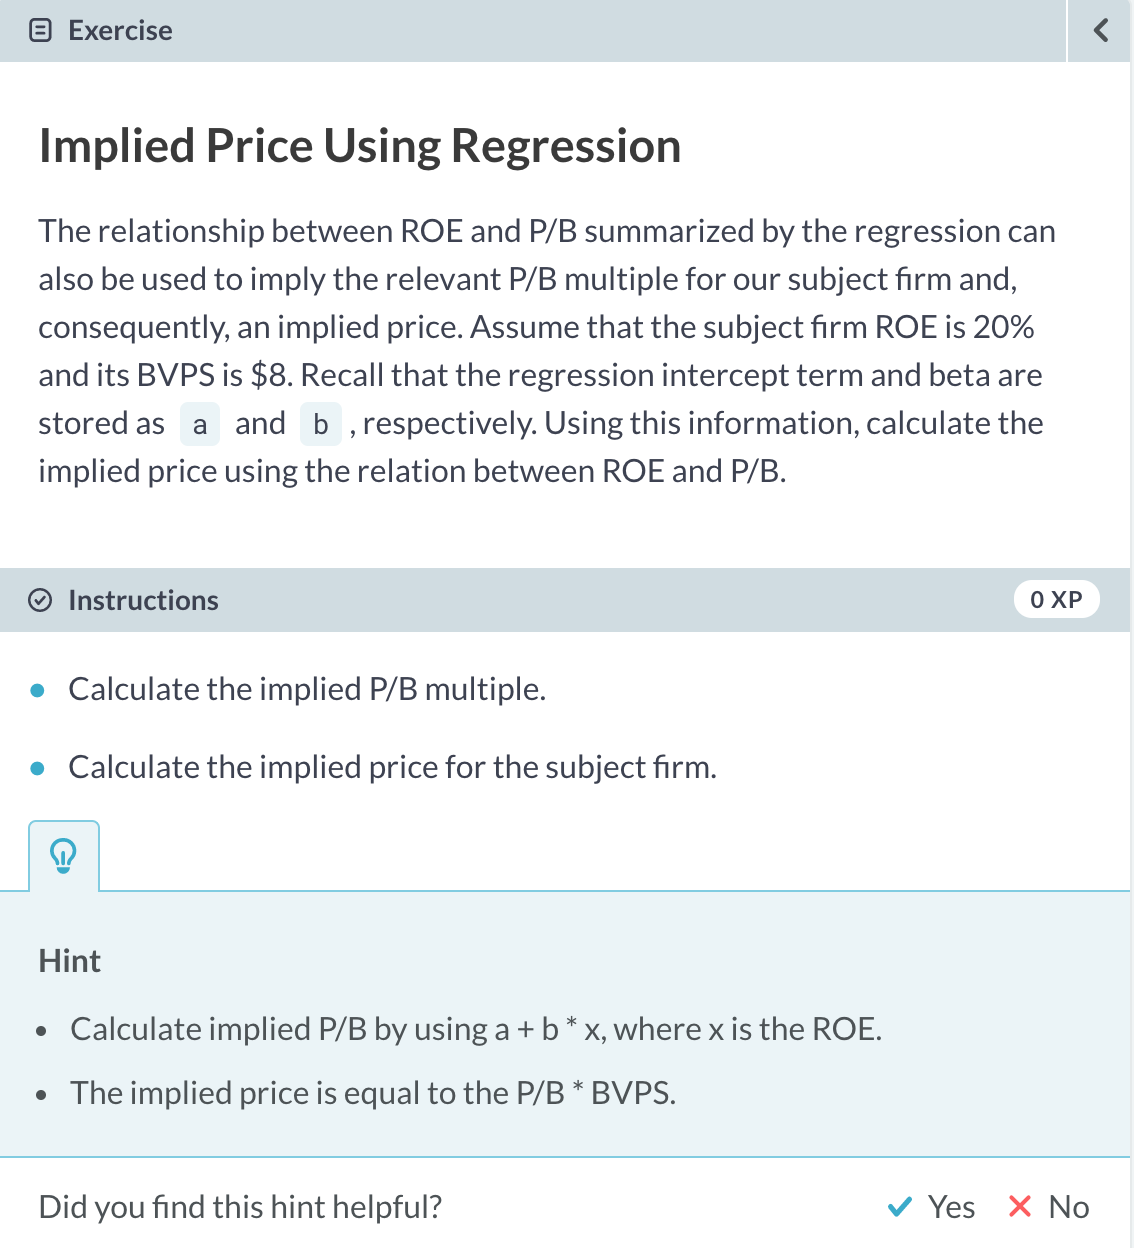 Exercise
Implied Price Using Regression
The relationship between ROE and P/B summarized by the regression can
also be used to imply the relevant P/B multiple for our subject firm and,
consequently, an implied price. Assume that the subject firm ROE is 20%
and its BVPS is $8. Recall that the regression intercept term and beta are
stored as a and b , respectively. Using this information, calculate the
implied price using the relation between ROE and P/B.
Instructions 0 XP
Calculate the implied P/B multiple.
Calculate the implied price for the subject firm.
Hint
Calculate implied P/B by using a + b * x, where x is the ROE.
The implied price is equal to the P/B * BVPS.
Did you find this hint helpful? Yes No